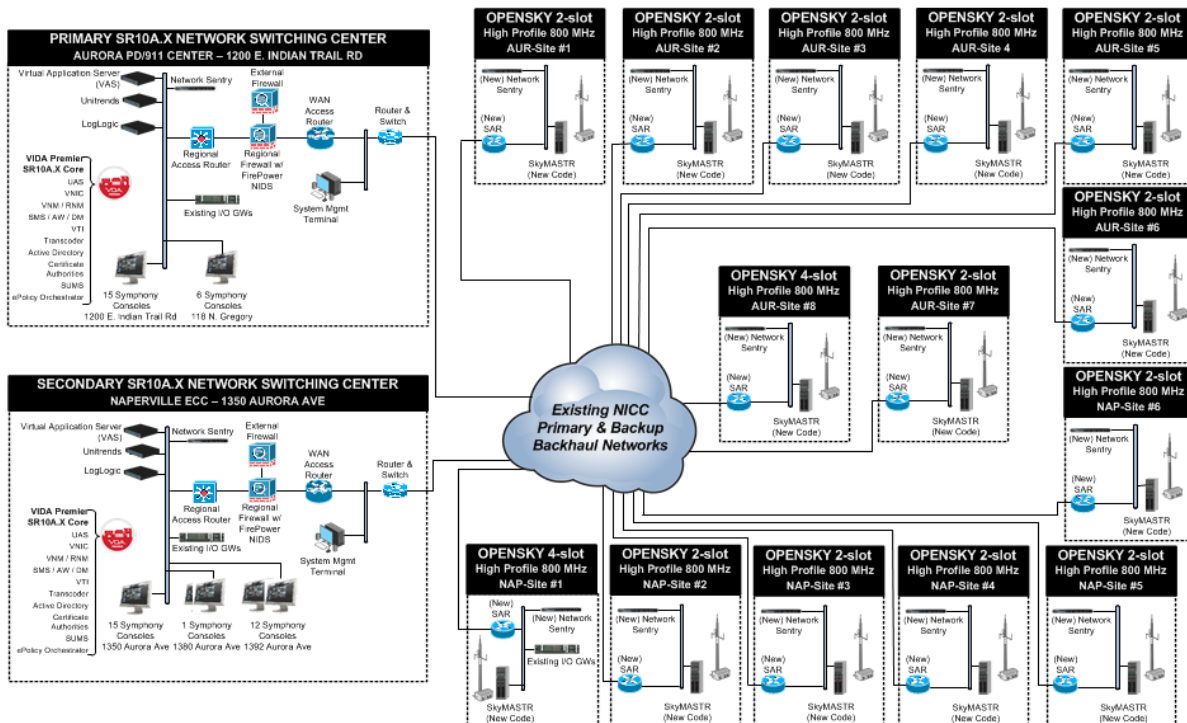 PRIMARY SR10A.X NETWORK SWITCHING CENTER
AURORA PD/911 CENTER – 1200 E. INDIAN TRAIL RD
Virtual Application Server
(VAS)
Unitrends
LogLogic
Network Sentry
External
Firewall
WAN
Access
Router
Router &
Switch
Regional
Access Router
Regional
Firewall w/
FirePower
NIDS
System Mgmt
Terminal
Existing I/O GWs
VIDA Premier
SR10A.X Core
UAS
VNIC
VNM / RNM
SMS / AW / DM
VTI
Transcoder
Active Directory
Certificate
Authorities
SUMS
ePolicy Orchestrator
VIDA
15 Symphony
Consoles
1200 E. Indian Trail Rd
6 Symphony
Consoles
118 N. Gregory
SECONDARY SR10A.X NETWORK SWITCHING CENTER
NAPERVILLE ECC – 1350 AURORA AVE
Virtual Application Server
(VAS)
Unitrends
LogLogic
Network Sentry
External
Firewall
WAN
Access
Router
Router &
Switch
Regional
Access Router
Regional
Firewall w/
FirePower
NIDS
System Mgmt
Terminal
Existing I/O GWs
VIDA Premier
SR10A.X Core
UAS
VNIC
VNM / RNM
SMS / AW / DM
VTI
Transcoder
Active Directory
Certificate
Authorities
SUMS
ePolicy Orchestrator
VIDA
15 Symphony
Consoles
1350 Aurora Ave
1 Symphony
Consoles
1380 Aurora Ave
12 Symphony
Consoles
1392 Aurora Ave
Existing NICC
Primary & Backup
Backhaul Networks
OPENSKY 2-slot
High Profile 800 MHz
AUR-Site #1
(New) Network
Sentry
(New)
SAR
SkyMASTR
(New Code)
OPENSKY 2-slot
High Profile 800 MHz
AUR-Site #2
(New) Network
Sentry
(New)
SAR
SkyMASTR
(New Code)
OPENSKY 2-slot
High Profile 800 MHz
AUR-Site #3
(New) Network
Sentry
(New)
SAR
SkyMASTR
(New Code)
OPENSKY 2-slot
High Profile 800 MHz
AUR-Site 4
(New) Network
Sentry
(New)
SAR
SkyMASTR
(New Code)
OPENSKY 2-slot
High Profile 800 MHz
AUR-Site #5
(New) Network
Sentry
(New)
SAR
SkyMASTR
(New Code)
OPENSKY 2-slot
High Profile 800 MHz
AUR-Site #6
(New) Network
Sentry
(New)
SAR
SkyMASTR
(New Code)
OPENSKY 4-slot
High Profile 800 MHz
AUR-Site #8
(New) Network
Sentry
(New)
SAR
SkyMASTR
(New Code)
OPENSKY 2-slot
High Profile 800 MHz
AUR-Site #7
(New) Network
Sentry
(New)
SAR
SkyMASTR
(New Code)
OPENSKY 2-slot
High Profile 800 MHz
NAP-Site #6
(New) Network
Sentry
(New)
SAR
SkyMASTR
(New Code)
OPENSKY 4-slot
High Profile 800 MHz
NAP-Site #1
(New)
SAR
(New) Network
Sentry
Existing I/O GWs
SkyMASTR
(New Code)
OPENSKY 2-slot
High Profile 800 MHz
NAP-Site #2
(New) Network
Sentry
(New)
SAR
SkyMASTR
(New Code)
OPENSKY 2-slot
High Profile 800 MHz
NAP-Site #3
(New) Network
Sentry
(New)
SAR
SkyMASTR
(New Code)
OPENSKY 2-slot
High Profile 800 MHz
NAP-Site #4
(New) Network
Sentry
(New)
SAR
SkyMASTR
(New Code)
OPENSKY 2-slot
High Profile 800 MHz
NAP-Site #5
(New) Network
Sentry
(New)
SAR
SkyMASTR
(New Code)